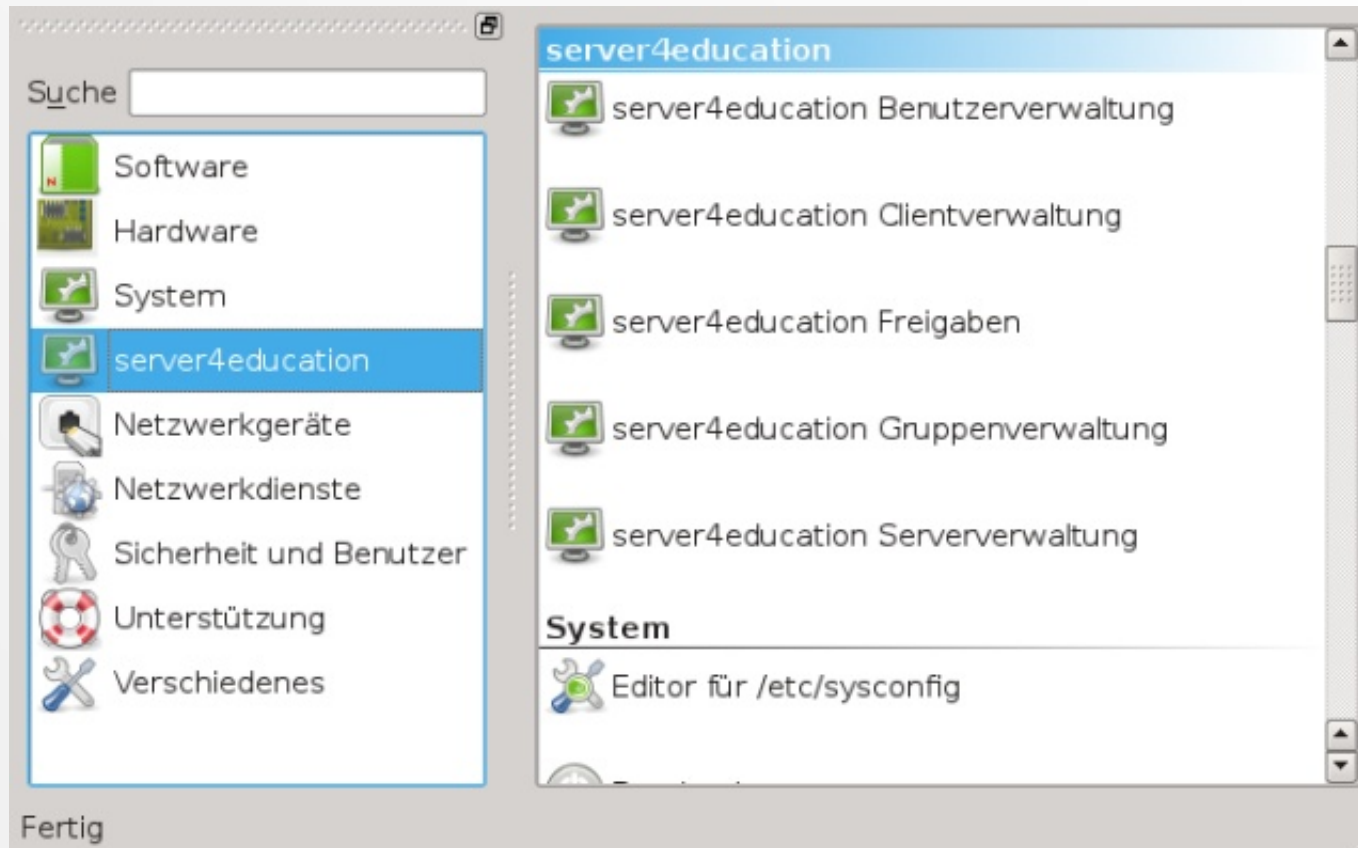 Suche
Software
Hardware
System
server4education
Netzwerkgeräte
Netzwerkdienste
Sicherheit und Benutzer
Unterstützung
Verschiedenes
server4education
server4education Benutzerverwaltung
server4education Clientverwaltung
server4education Freigaben
server4education Gruppenverwaltung
server4education Serververwaltung
System
Editor für /etc/sysconfig
Fertig